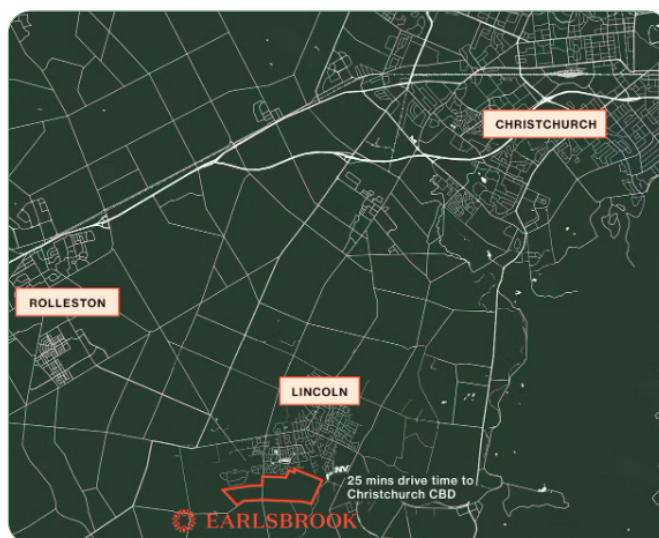 CHRISTCHURCH
ROLLESTON
LINCOLN
25 mins drive time to
Christchurch CBD
EARLSBROOK